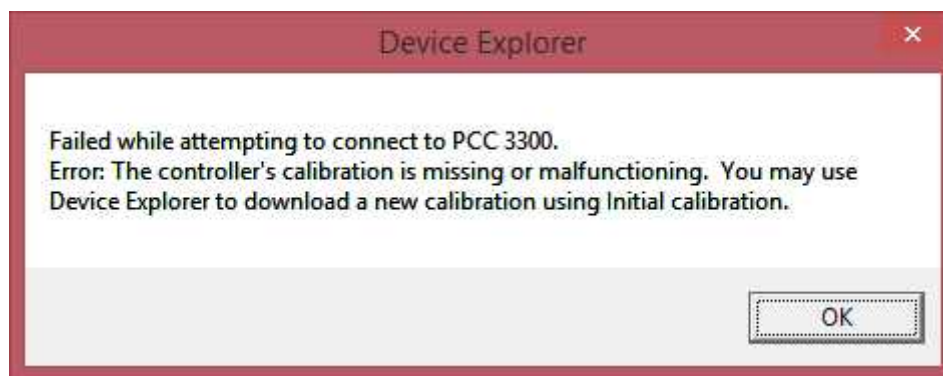 Device Explorer
Failed while attempting to connect to PCC 3300.
Error: The controller's calibration is missing or malfunctioning.  You may use
Device Explorer to download a new calibration using Initial calibration.
OK